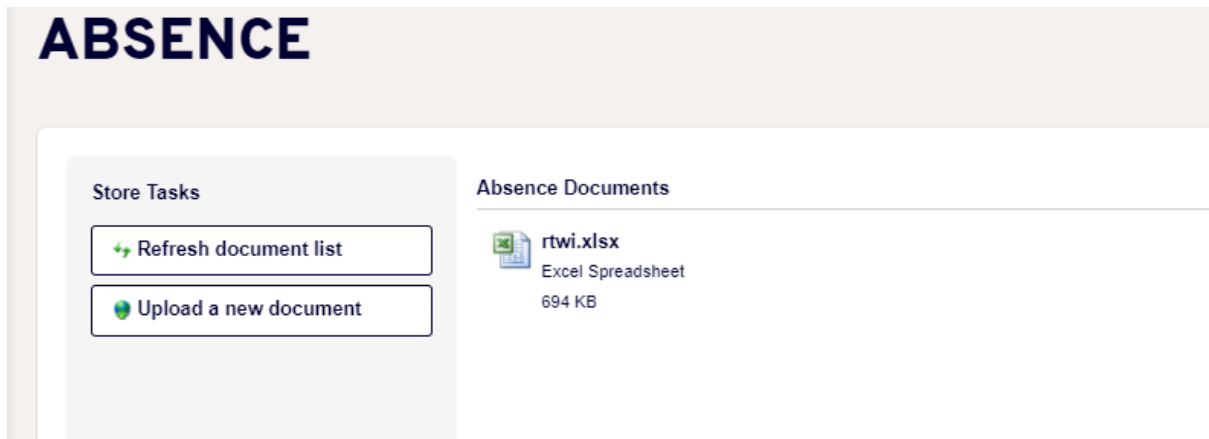 ABSENCE
Store Tasks
Refresh document list
Upload a new document
Absence Documents
rtwi.xlsx
Excel Spreadsheet
694 KB